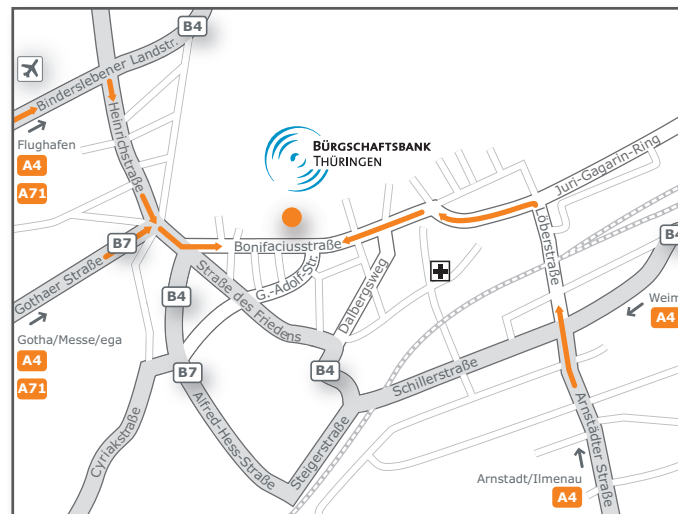 B4
Binderslebener Landstr.
Heinrichstraße
Flughafen
A4
A71
BÜRGSCHAFTSBANK
THÜRINGEN
Juri-Gagarin-Ring
Löberstraße
Bonifaciusstraße
B7
Gothaer Straße
B4
Straße des Friedens
G.-Adolf-Str.
Dalbergsweg
B4
Weim
A4
Gotha/Messe/ega
A4
A71
B7
B4
Schillerstraße
Cyrlakstraße
Alfred-Hess-Straße
Steigerstraße
Arnstädter Straße
Arnstadt/Ilmenau
A4